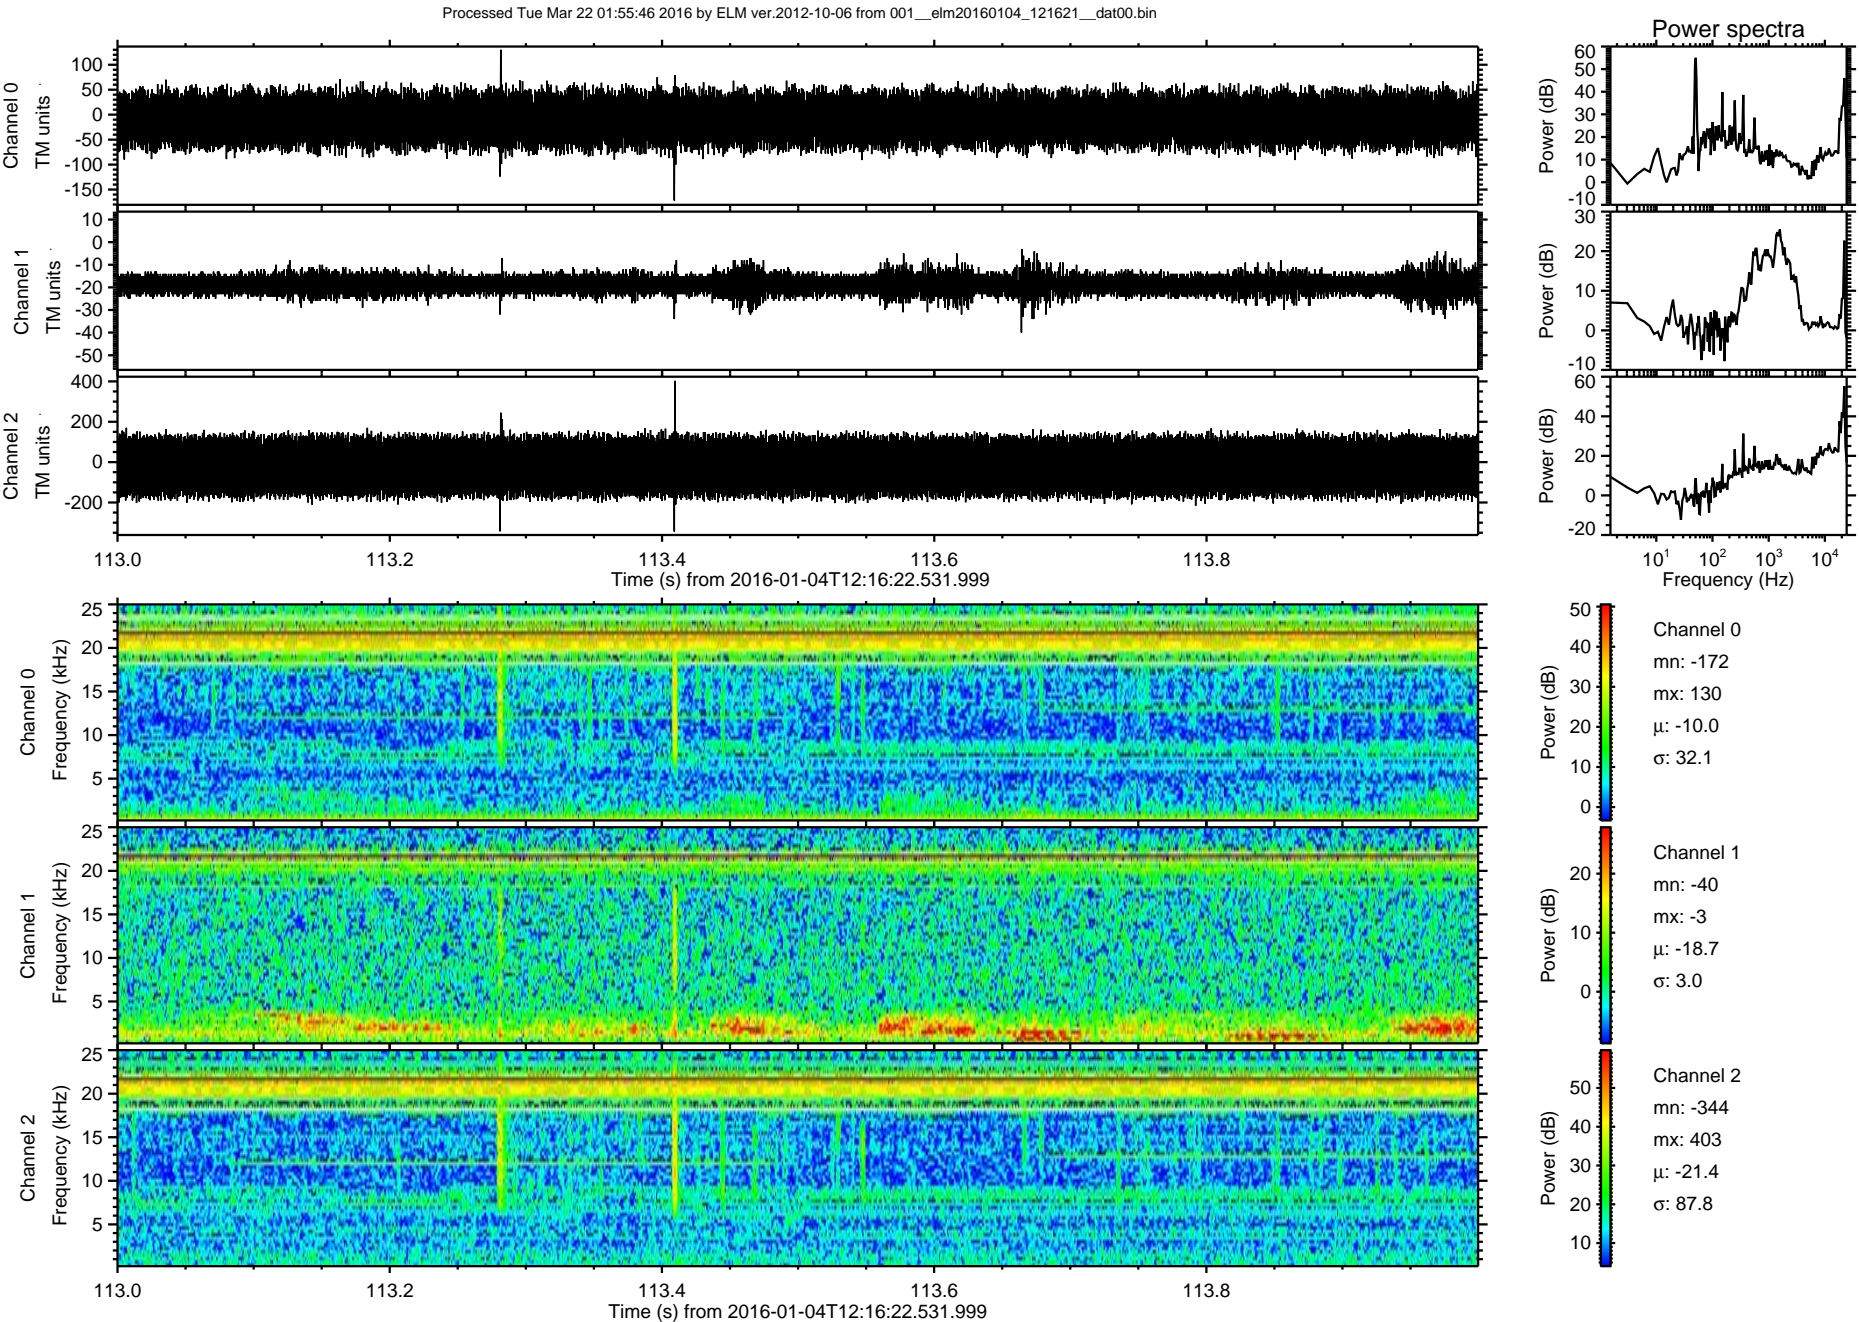 Processed Tue Mar 22 01:55:46 2016 by ELM ver.2012-10-06 from 001__elm20160104_121621__dat00.bin
Power spectra
Channel 0
TM units
100
50
0
-50
-100
-150
Power (dB)
60
50
40
30
20
10
0
-10
Channel 1
TM units
10
0
-10
-20
-30
-40
-50
Power (dB)
30
20
10
0
-10
Channel 2
TM units
400
200
0
-200
Power (dB)
60
40
20
0
-20
113.0 113.2 113.4 113.6 113.8
Time (s) from 2016-01-04T12:16:22.531.999
10^1 10^2 10^3 10^4
Frequency (Hz)
Channel 0
Frequency (kHz)
25
20
15
10
5
Power (dB)
50
40
30
20
10
0
Channel 0
mn: -172
mx: 130
μ: -10.0
σ: 32.1
Channel 1
Frequency (kHz)
25
20
15
10
5
Power (dB)
20
10
0
Channel 1
mn: -40
mx: -3
μ: -18.7
σ: 3.0
Channel 2
Frequency (kHz)
25
20
15
10
5
Power (dB)
50
40
30
20
10
Channel 2
mn: -344
mx: 403
μ: -21.4
σ: 87.8
113.0 113.2 113.4 113.6 113.8
Time (s) from 2016-01-04T12:16:22.531.999